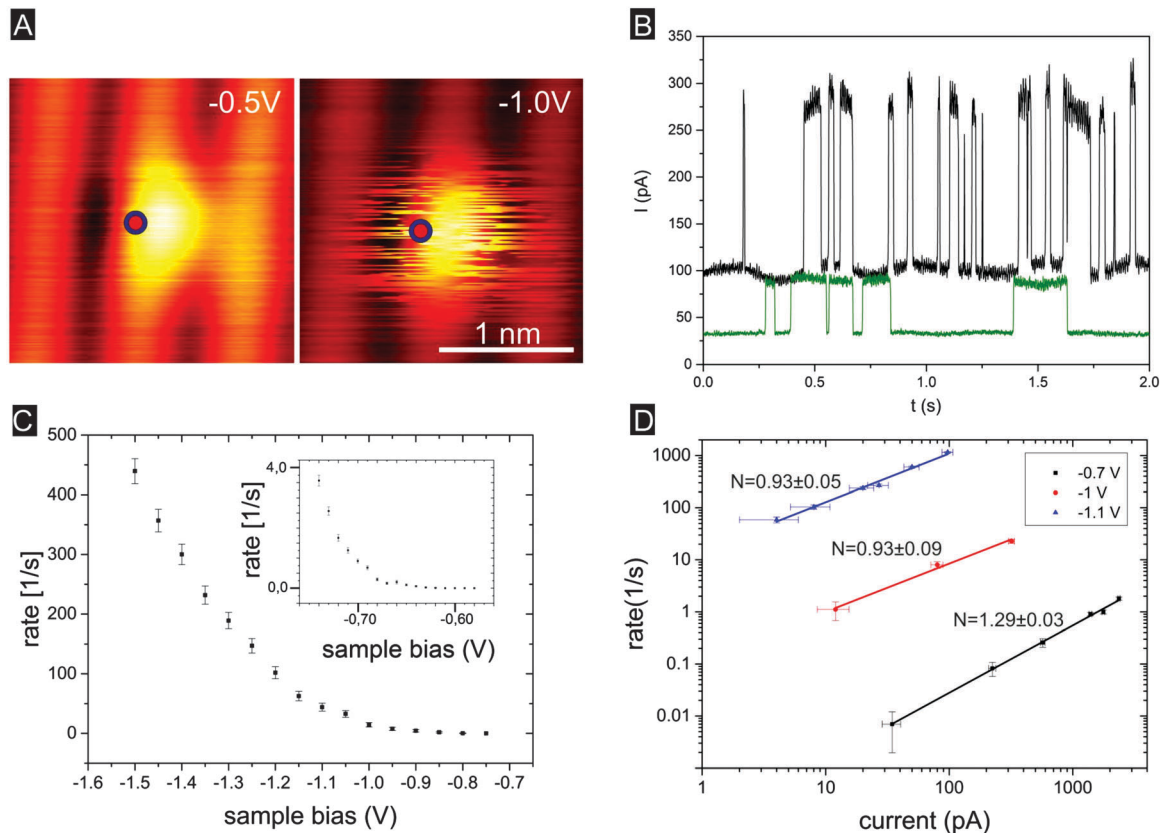 A
-0.5V
-1.0V
1 nm
B
I (pA)
350
300
250
200
150
100
50
0
0.0 0.5 1.0 1.5 2.0
t (s)
C
rate [1/s]
500
400
300
200
100
0
-1.6 -1.5 -1.4 -1.3 -1.2 -1.1 -1.0 -0.9 -0.8 -0.7
sample bias (V)
rate [1/s]
4,0
0,0
-0,70 -0,60
sample bias (V)
D
rate(1/s)
1000
100
10
1
0.1
0.01
N=0.93±0.05
N=0.93±0.09
N=1.29±0.03
-0.7 V
-1 V
-1.1 V
1 10 100 1000
current (pA)